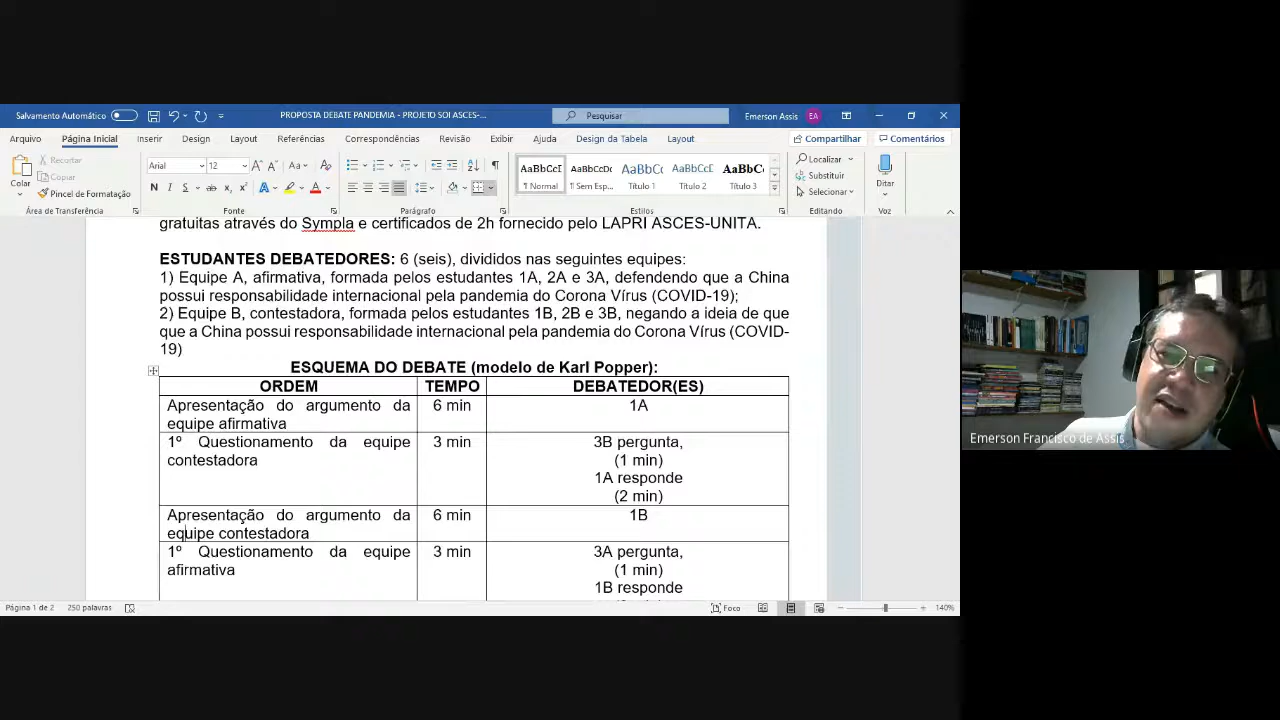 Salvamento Automático
PROPOSTA DEBATE PANDEMIA - PROJETO SOI ASCES-...
Pesquisar
Emerson Assis
EA
Arquivo
Página Inicial
Inserir
Design
Layout
Referências
Correspondências
Revisão
Exibir
Ajuda
Design da Tabela
Layout
Compartilhar
Comentários
Colar
Recortar
Copiar
Pincel de Formatação
Área de Transferência
Arial
12
Fonte
Parágrafo
AaBbCcI
¶ Normal
AaBbCcDc
¶ Sem Esp...
AaBbCc
Título 1
AaBbCcD
Título 2
AaBbCc
Título 3
Estilos
Localizar
Substituir
Selecionar
Editando
Ditar
Voz
gratuitas através do Sympla e certificados de 2h fornecido pelo LAPRI ASCES-UNITA.
ESTUDANTES DEBATEDORES: 6 (seis), divididos nas seguintes equipes:
1) Equipe A, afirmativa, formada pelos estudantes 1A, 2A e 3A, defendendo que a China
possui responsabilidade internacional pela pandemia do Corona Vírus (COVID-19);
2) Equipe B, contestadora, formada pelos estudantes 1B, 2B e 3B, negando a ideia de que
que a China possui responsabilidade internacional pela pandemia do Corona Vírus (COVID-
19)
ESQUEMA DO DEBATE (modelo de Karl Popper):
ORDEM TEMPO DEBATEDOR(ES)
Apresentação do argumento da 6 min 1A
equipe afirmativa
1º Questionamento da equipe 3 min 3B pergunta,
contestadora (1 min)
1A responde
(2 min)
Apresentação do argumento da 6 min 1B
equipe contestadora
1º Questionamento da equipe 3 min 3A pergunta,
afirmativa (1 min)
1B responde
Página 1 de 2
250 palavras
Foco
140%
Emerson Francisco de Assis